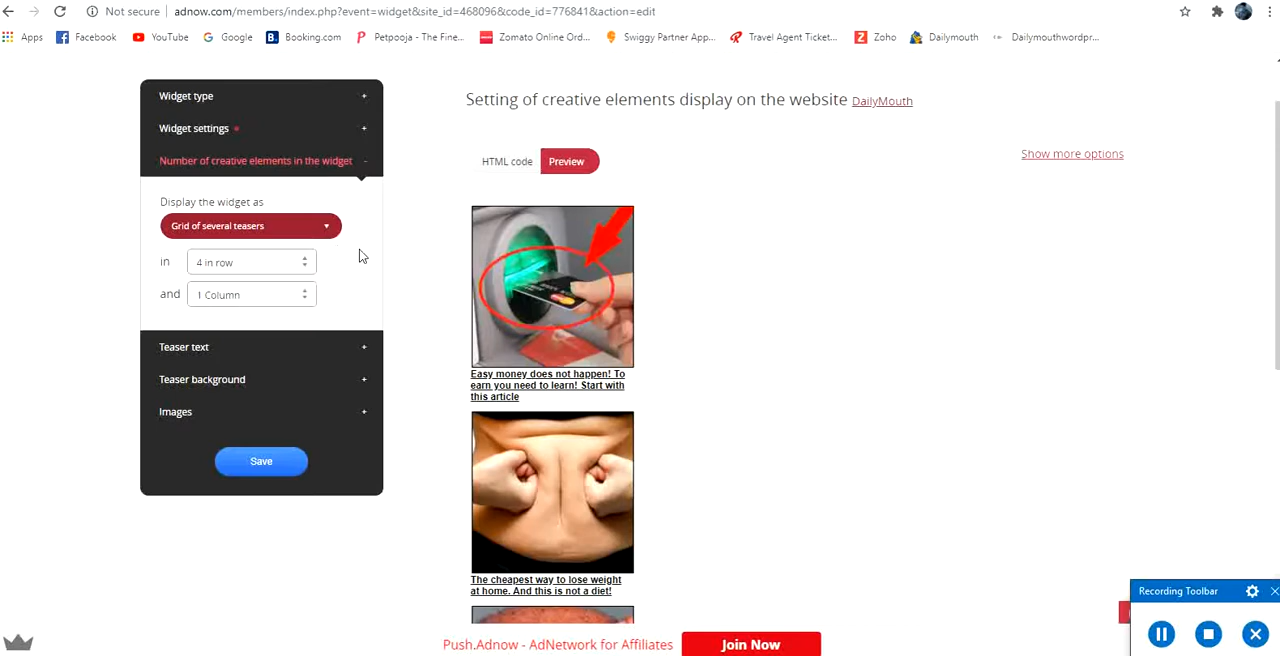 Not secure | adnow.com/members/index.php?event=widget&site_id=468096&code_id=776841&action=edit
Apps Facebook YouTube Google Booking.com Petpooja - The Fine... Zomato Online Ord... Swiggy Partner App... Travel Agent Ticket... Zoho Dailymouth Dailymouthwordpr...
Widget type +
Widget settings * +
Number of creative elements in the widget -
Display the widget as
Grid of several teasers
in 4 in row
and 1 Column
Teaser text +
Teaser background +
Images +
Save
Setting of creative elements display on the website DailyMouth
HTML code Preview
Show more options
Easy money does not happen! To
earn you need to learn! Start with
this article
The cheapest way to lose weight
at home. And this is not a diet!
Recording Toolbar
Push.Adnow - AdNetwork for Affiliates Join Now